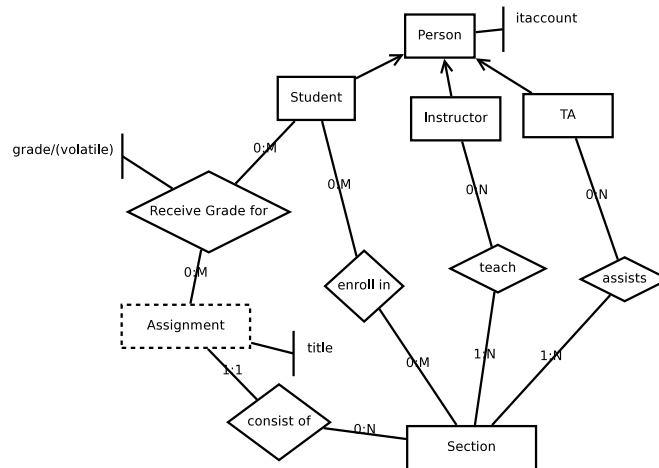 itaccount
Person
Student
Instructor
TA
grade/(volatile)
0:M
0:M
0:N
0:N
Receive Grade for
teach
0:M
enroll in
assists
Assignment
title
1:1
0:M
1:N
1:N
consist of
0:N
Section